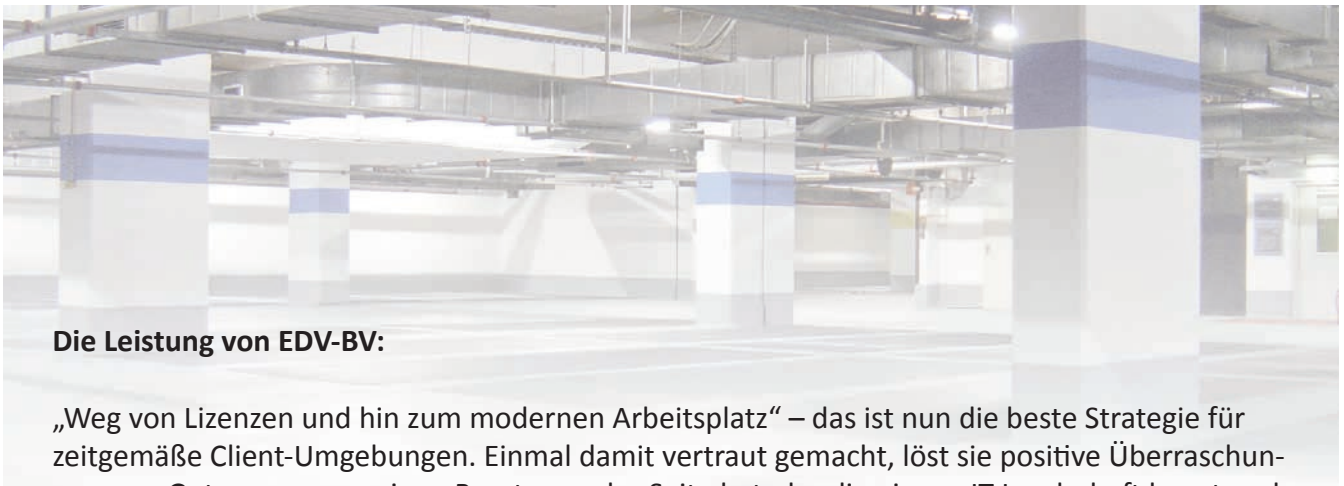 Die Leistung von EDV-BV:
„Weg von Lizenzen und hin zum modernen Arbeitsplatz“ – das ist nun die beste Strategie für
zeitgemäße Client-Umgebungen. Einmal damit vertraut gemacht, löst sie positive Überraschun-